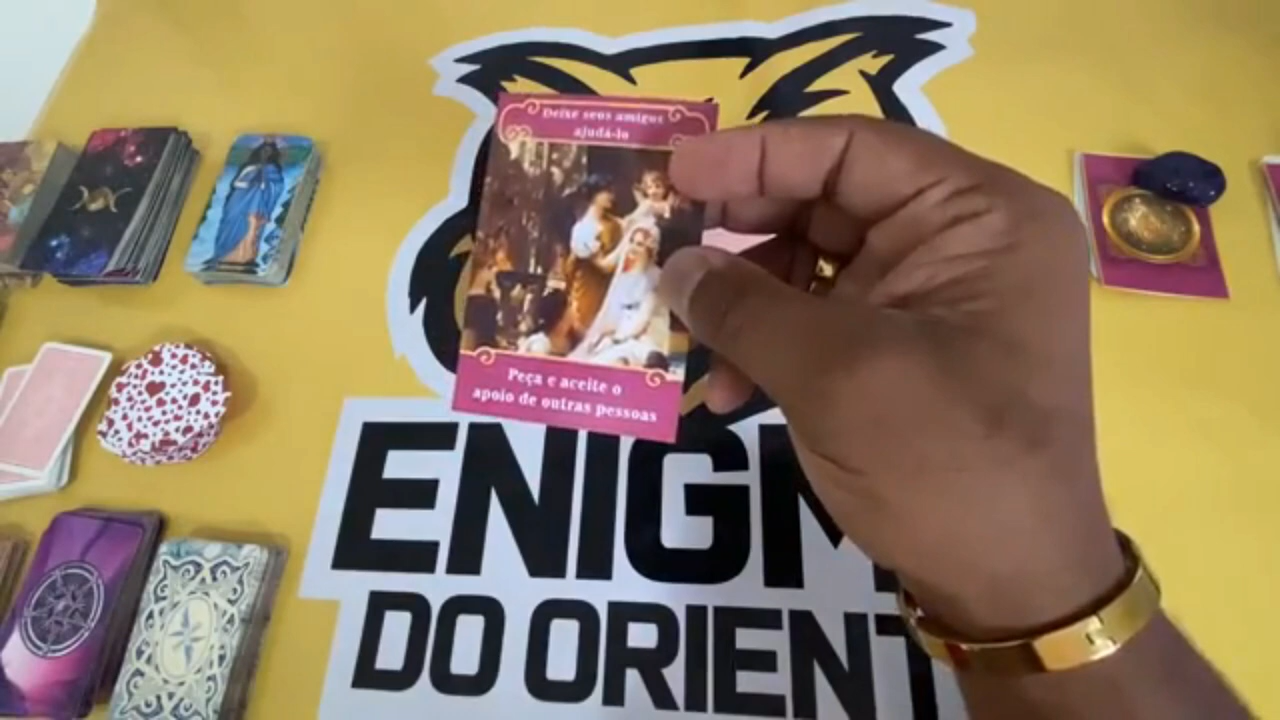 Deixe seus amigos
ajudá-lo
Peça e aceite o
apoio de outras pessoas
ENIGM
DO ORIENT